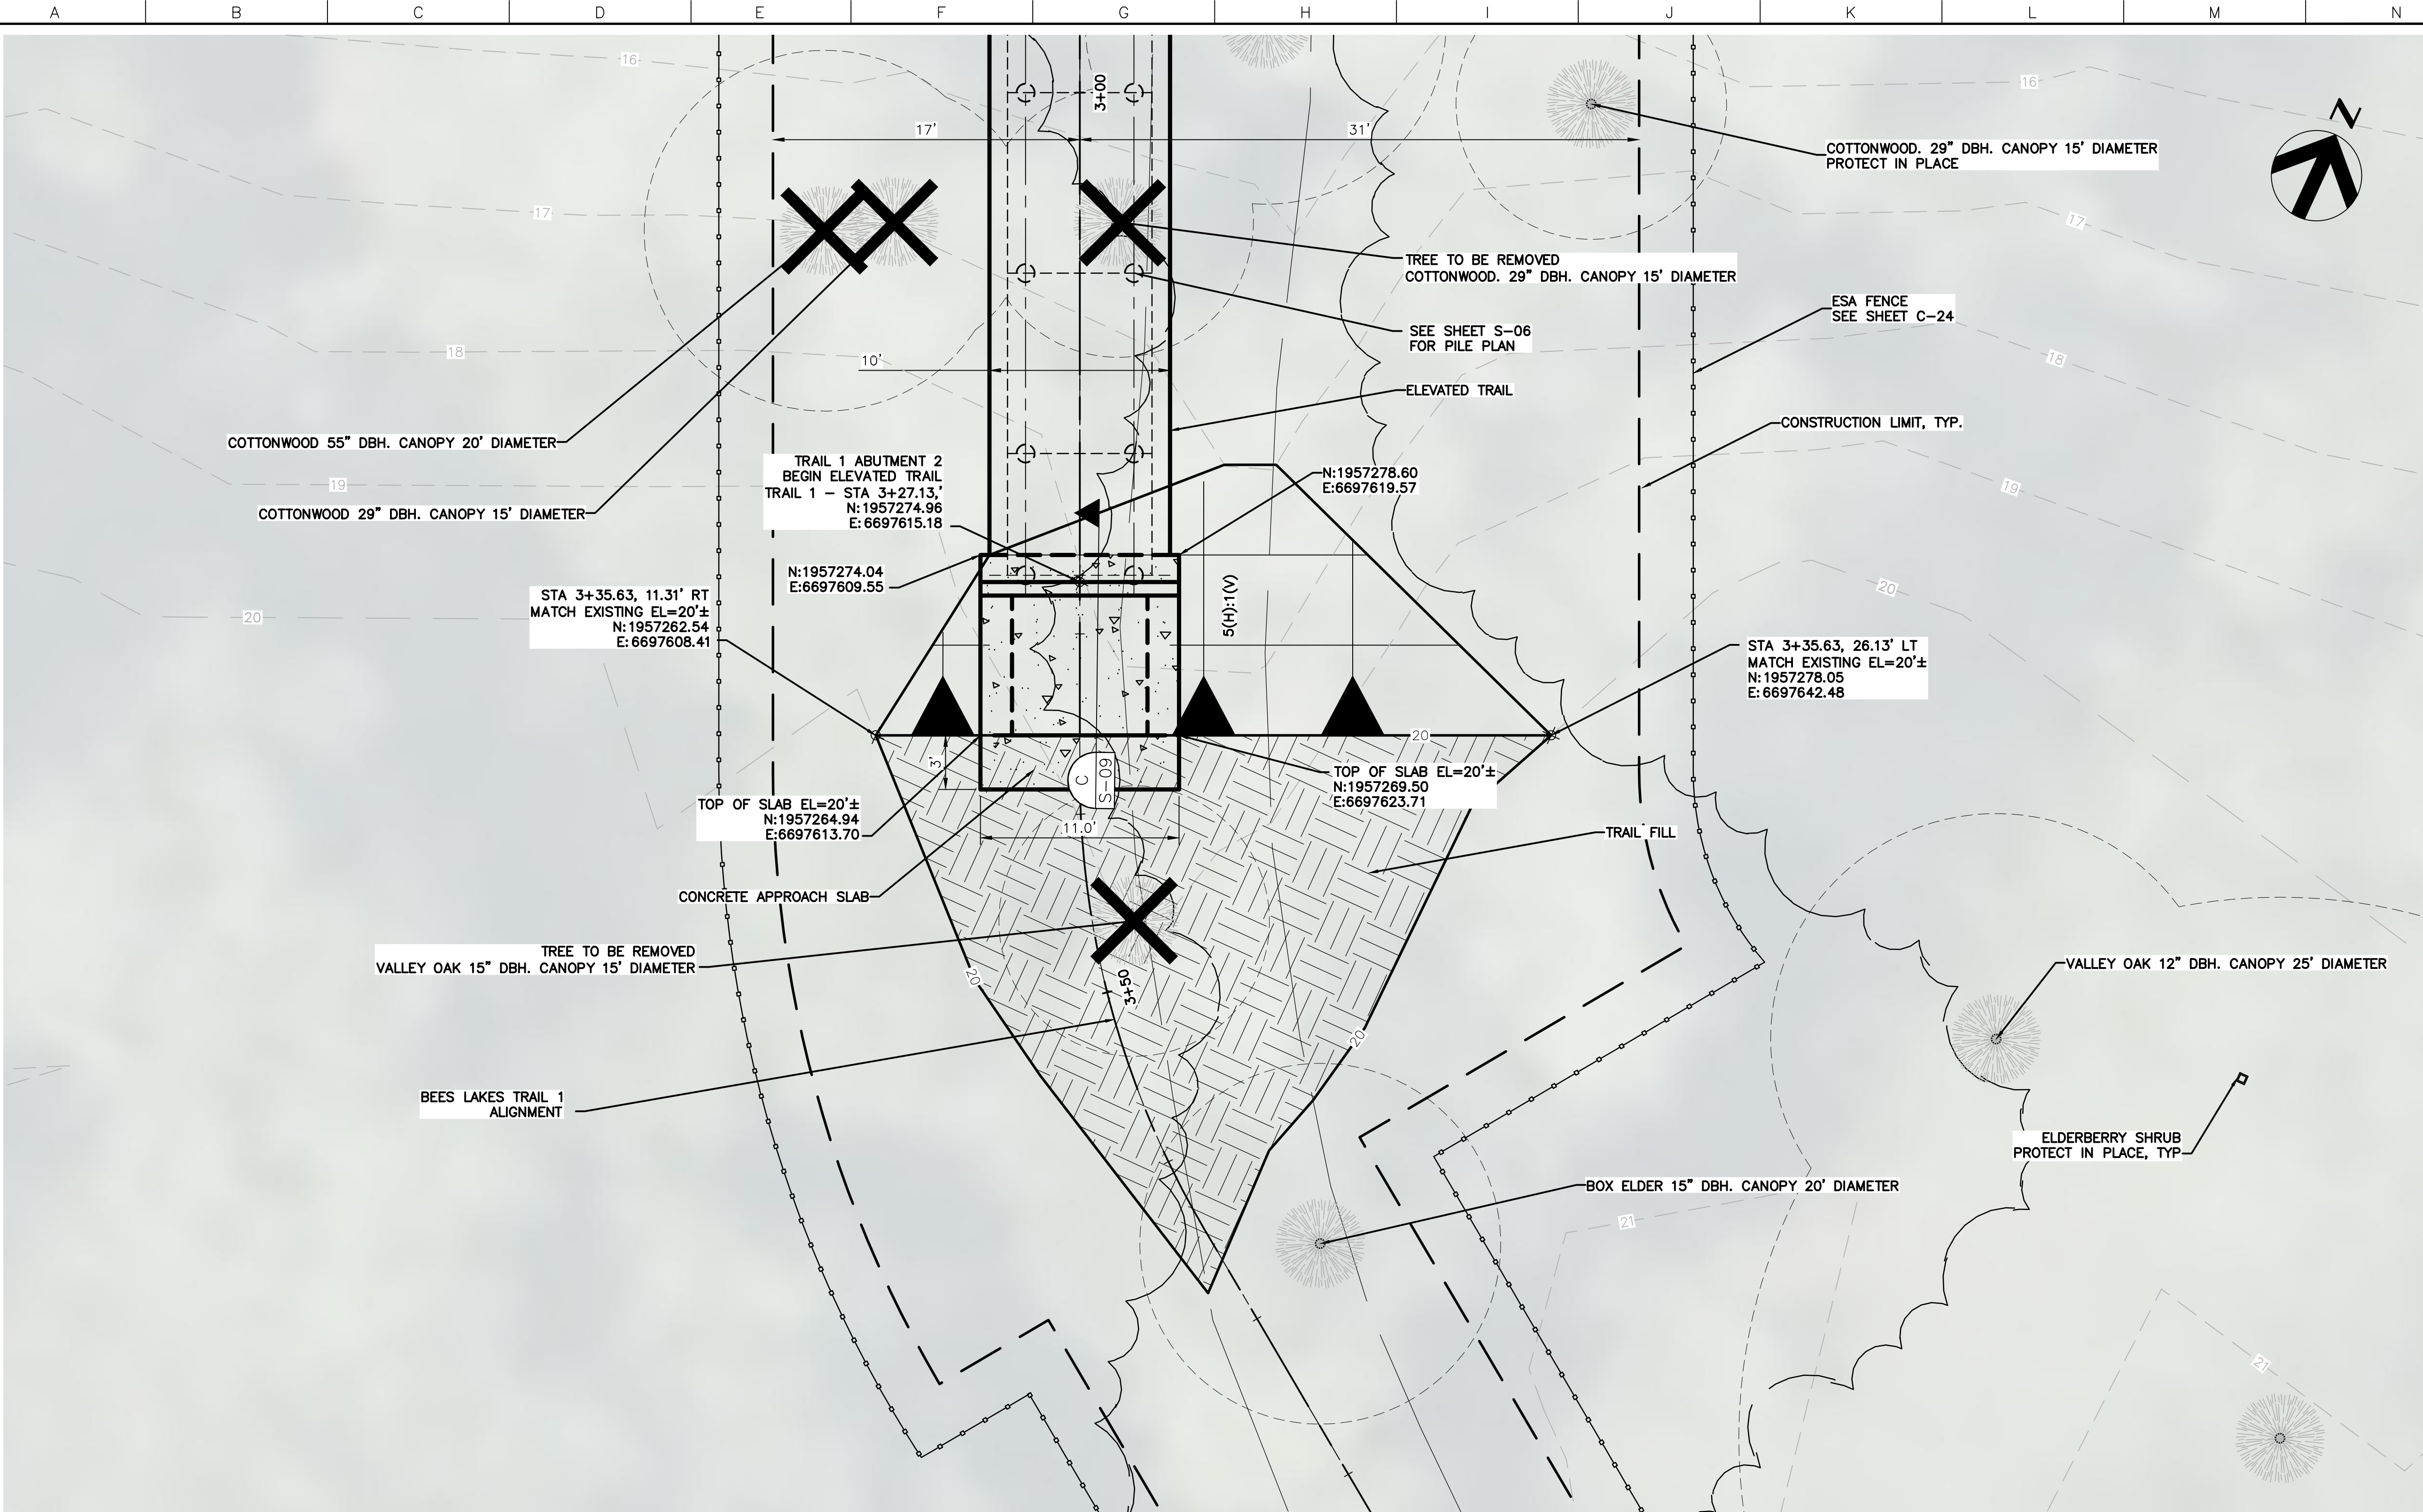 A B C D E F G H I J K L M N
16
16
3+00
17'
31'
N
COTTONWOOD. 29" DBH. CANOPY 15' DIAMETER
PROTECT IN PLACE
17
17
TREE TO BE REMOVED
COTTONWOOD. 29" DBH. CANOPY 15' DIAMETER
ESA FENCE
SEE SHEET C-24
SEE SHEET S-06
FOR PILE PLAN
18
18
10'
ELEVATED TRAIL
CONSTRUCTION LIMIT, TYP.
COTTONWOOD 55" DBH. CANOPY 20' DIAMETER
TRAIL 1 ABUTMENT 2
BEGIN ELEVATED TRAIL
TRAIL 1 - STA 3+27.13,'
N:1957274.96
E:6697615.18
N:1957278.60
E:6697619.57
19
19
COTTONWOOD 29" DBH. CANOPY 15' DIAMETER
N:1957274.04
E:6697609.55
5(H):1(V)
20
20
STA 3+35.63, 11.31' RT
MATCH EXISTING EL=20'±
N:1957262.54
E:6697608.41
STA 3+35.63, 26.13' LT
MATCH EXISTING EL=20'±
N:1957278.05
E:6697642.48
20
3'
C
S-09
TOP OF SLAB EL=20'±
N:1957269.50
E:6697623.71
TOP OF SLAB EL=20'±
N:1957264.94
E:6697613.70
11.0'
TRAIL FILL
CONCRETE APPROACH SLAB
TREE TO BE REMOVED
VALLEY OAK 15" DBH. CANOPY 15' DIAMETER
20
3+50
VALLEY OAK 12" DBH. CANOPY 25' DIAMETER
20
BEES LAKES TRAIL 1
ALIGNMENT
ELDERBERRY SHRUB
PROTECT IN PLACE, TYP
BOX ELDER 15" DBH. CANOPY 20' DIAMETER
21
21